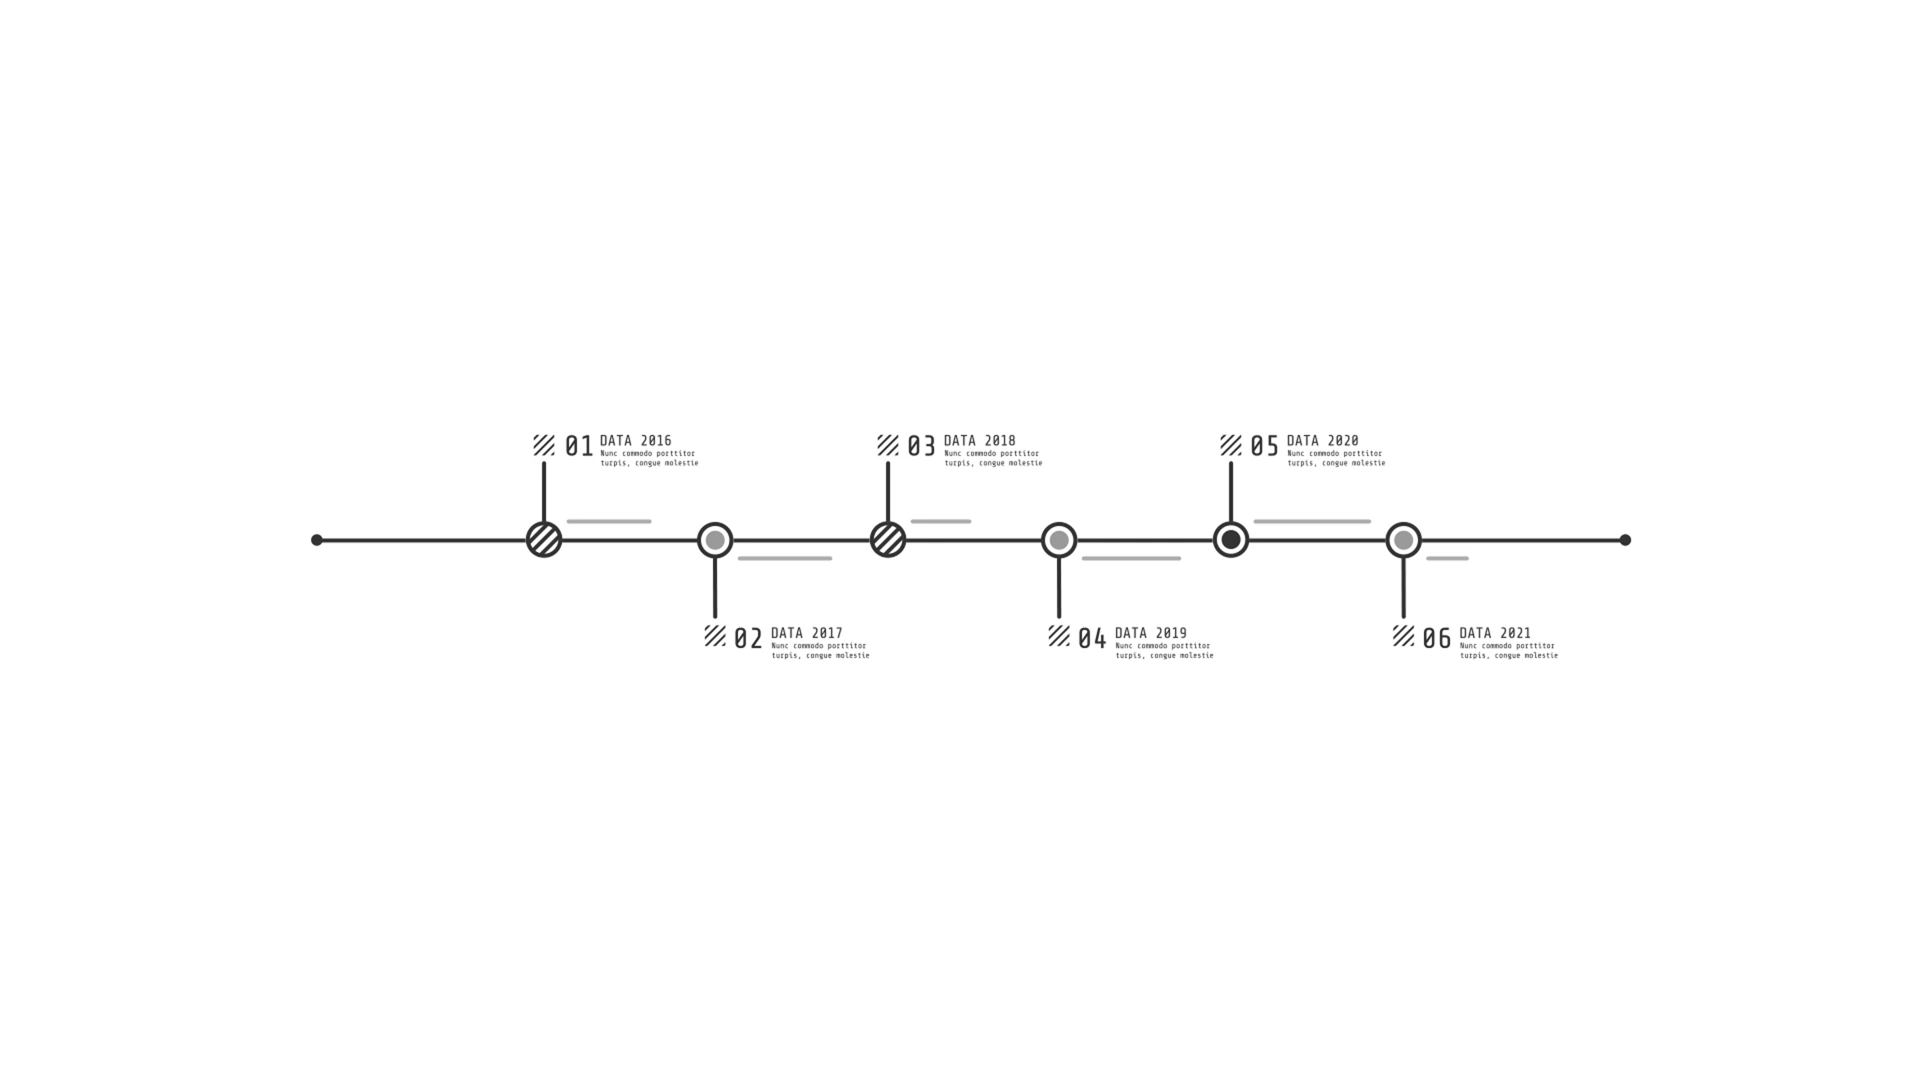 01 DATA 2016
Nunc commodo porttitor
turpis, congue molestie
03 DATA 2018
Nunc commodo porttitor
turpis, congue molestie
05 DATA 2020
Nunc commodo porttitor
turpis, congue molestie
02 DATA 2017
Nunc commodo porttitor
turpis, congue molestie
04 DATA 2019
Nunc commodo porttitor
turpis, congue molestie
06 DATA 2021
Nunc commodo porttitor
turpis, congue molestie